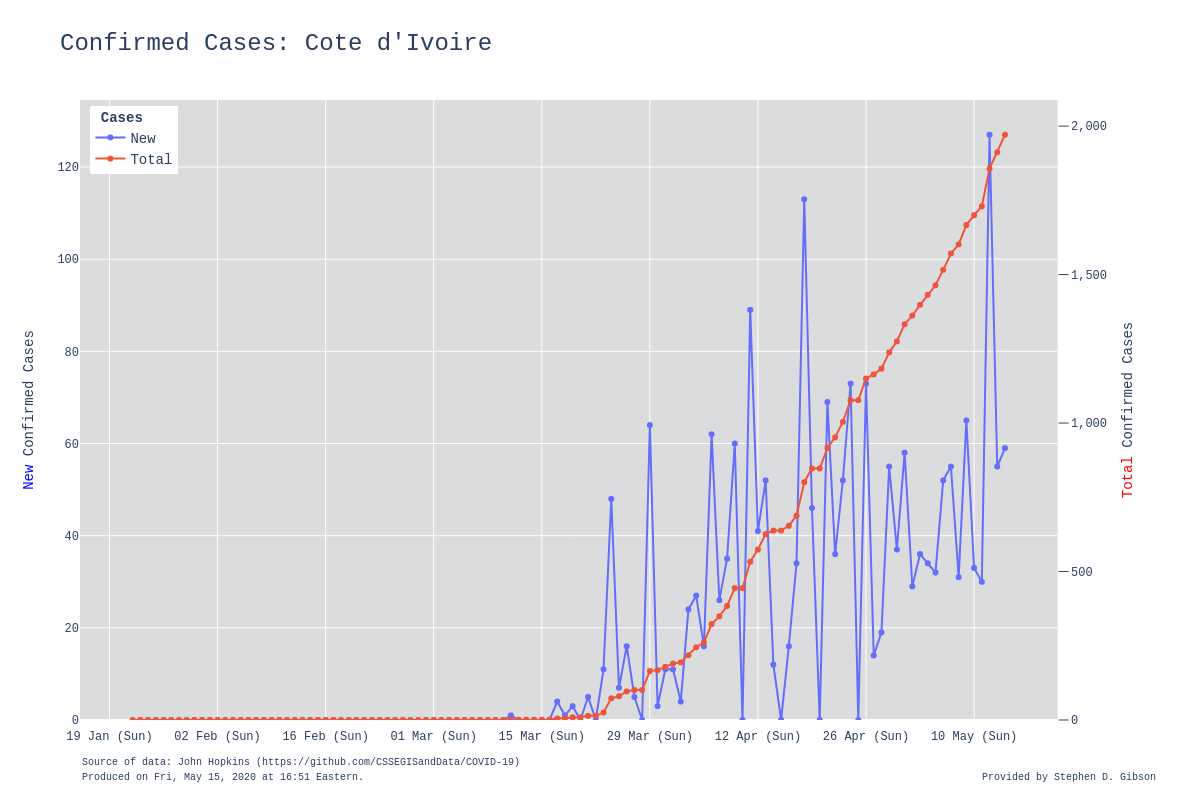 Confirmed Cases: Cote d'Ivoire
Cases
New
Total
120
100
80
60
40
20
0
2,000
1,500
1,000
500
0
New Confirmed Cases
Total Confirmed Cases
19 Jan (Sun)
02 Feb (Sun)
16 Feb (Sun)
01 Mar (Sun)
15 Mar (Sun)
29 Mar (Sun)
12 Apr (Sun)
26 Apr (Sun)
10 May (Sun)
Source of data: John Hopkins (https://github.com/CSSEGISandData/COVID-19)
Produced on Fri, May 15, 2020 at 16:51 Eastern.
Provided by Stephen D. Gibson